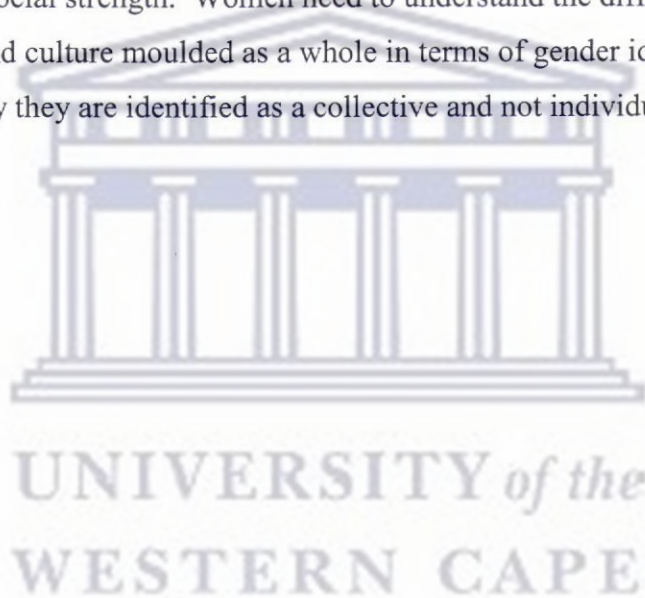 social strength. Women need to understand the
d culture moulded as a whole in terms of gender
they are identified as a collective and not
UNIVERSITY of the
WESTERN CAPE